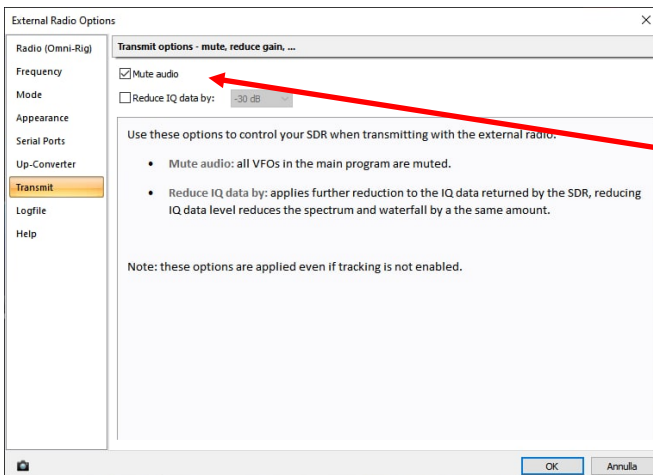 External Radio Options
Radio (Omni-Rig)
Frequency
Mode
Appearance
Serial Ports
Up-Converter
Transmit
Logfile
Help
Transmit options - mute, reduce gain, ...
Mute audio
Reduce IQ data by: -30 dB
Use these options to control your SDR when transmitting with the external radio.
• Mute audio: all VFOs in the main program are muted.
• Reduce IQ data by: applies further reduction to the IQ data returned by the SDR, reducing
IQ data level reduces the spectrum and waterfall by a the same amount.
Note: these options are applied even if tracking is not enabled.
OK Annulla